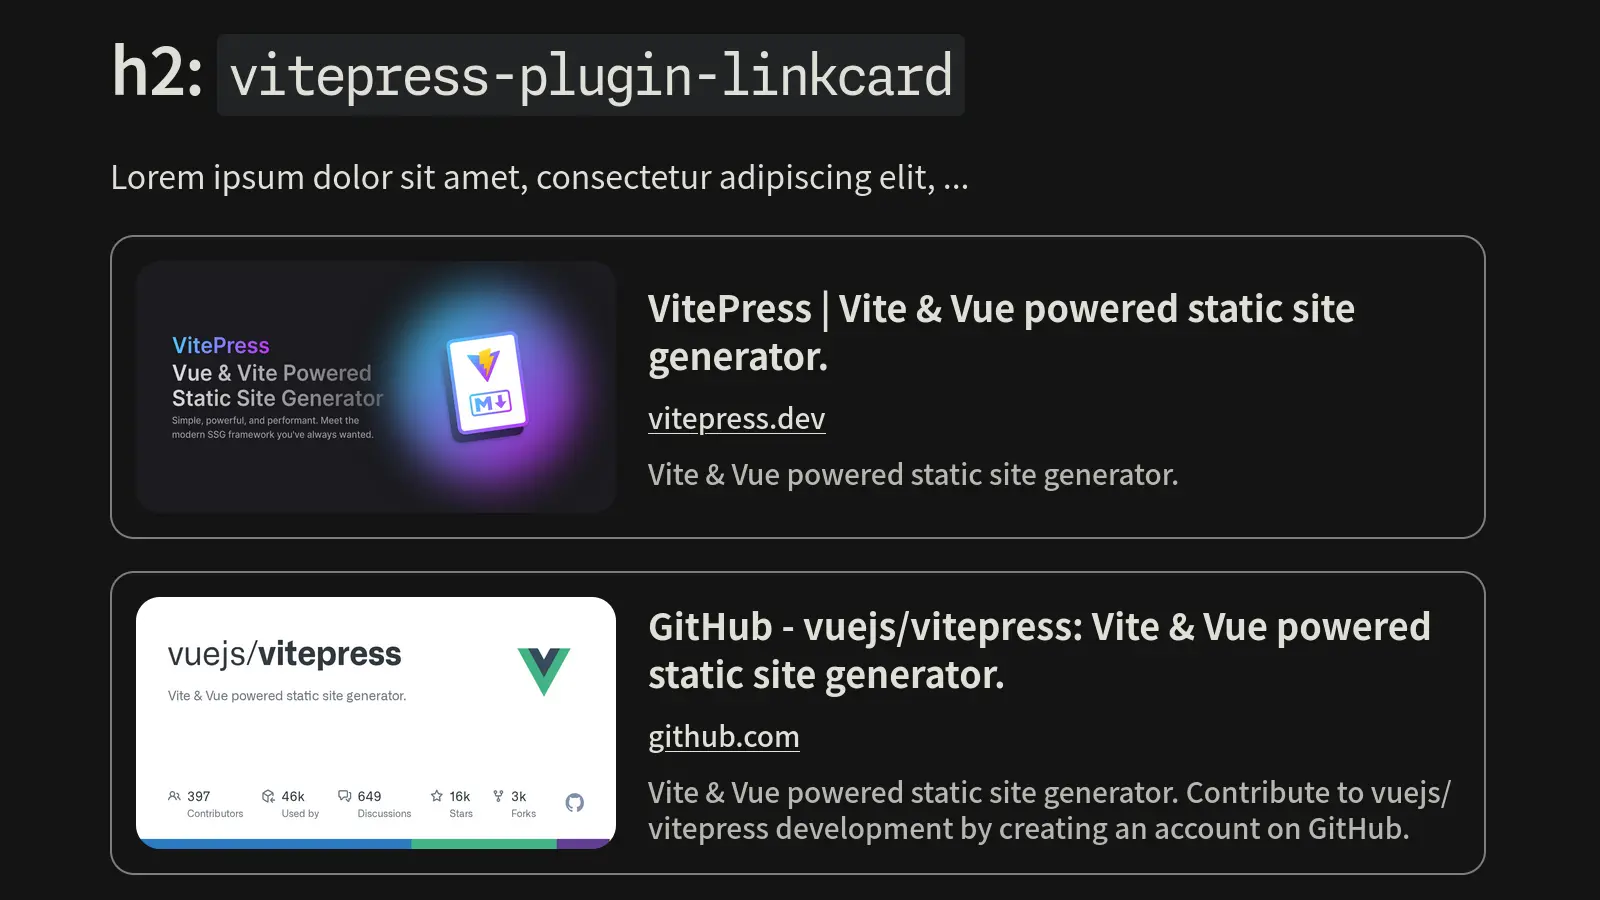 h2: vitepress-plugin-linkcard
Lorem ipsum dolor sit amet, consectetur adipiscing elit, ...
VitePress
Vue & Vite Powered
Static Site Generator
Simple, powerful, and performant. Meet the
modern SSG framework you've always wanted.
M↓
VitePress | Vite & Vue powered static site
generator.
vitepress.dev
Vite & Vue powered static site generator.
vuejs/vitepress
Vite & Vue powered static site generator.
397 46k 649 16k 3k
Contributors Used by Discussions Stars Forks
GitHub - vuejs/vitepress: Vite & Vue powered
static site generator.
github.com
Vite & Vue powered static site generator. Contribute to vuejs/
vitepress development by creating an account on GitHub.